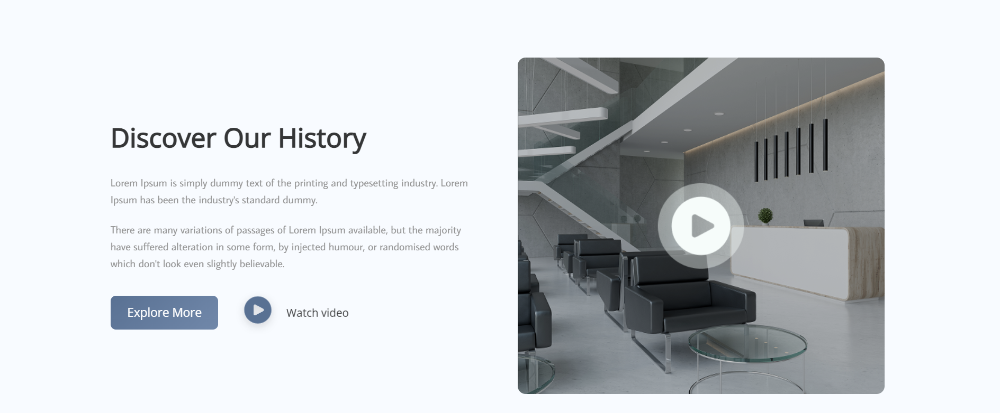 Discover Our History
Lorem Ipsum is simply dummy text of the printing and typesetting industry. Lorem
Ipsum has been the industry's standard dummy.
There are many variations of passages of Lorem Ipsum available, but the majority
have suffered alteration in some form, by injected humour, or randomised words
which don't look even slightly believable.
Explore More
Watch video